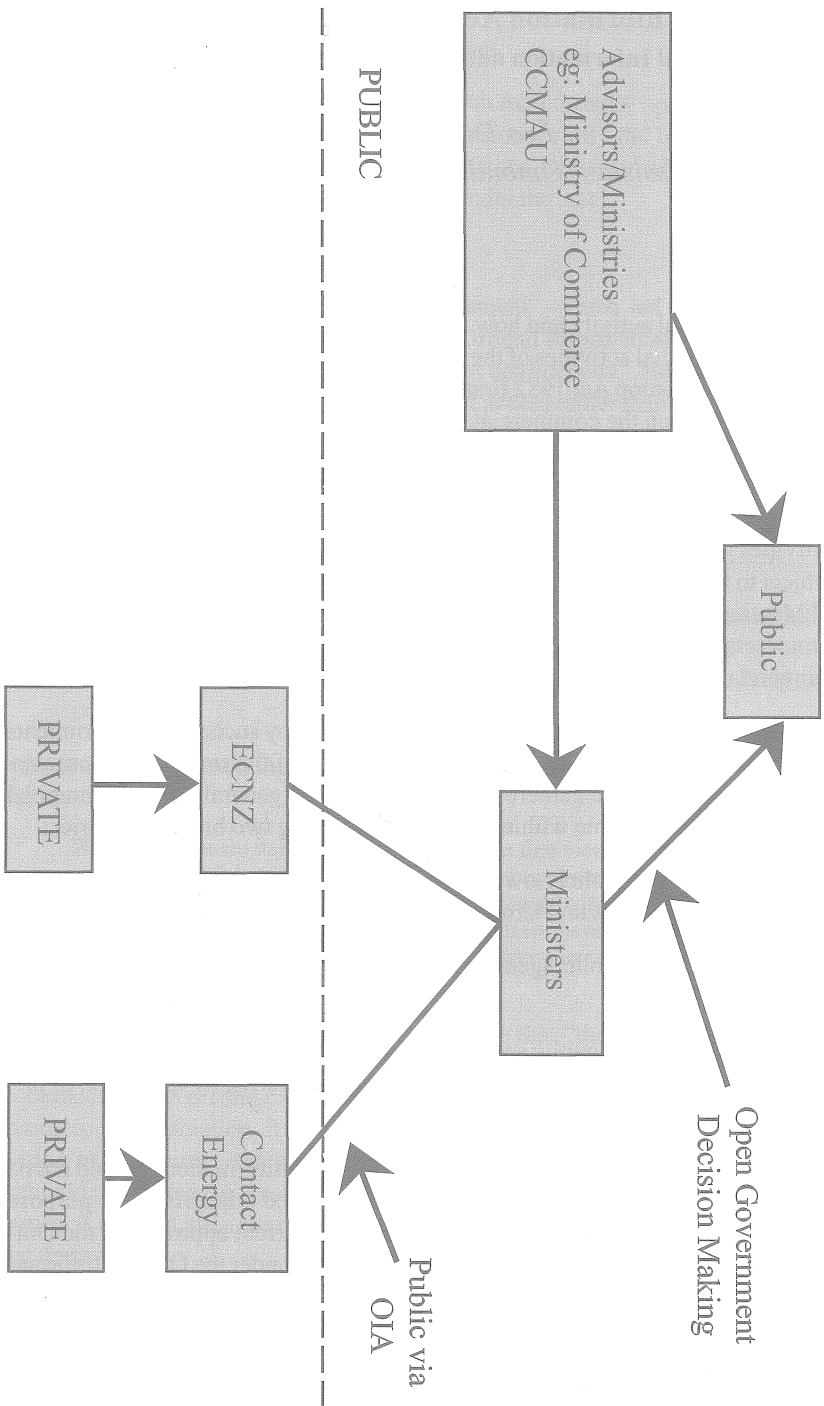 Public
Open Government
Decision Making
Advisors/Ministries
eg: Ministry of Commerce
CCMAU
Ministers
PUBLIC
Public via
OIA
ECNZ
Contact
Energy
PRIVATE
PRIVATE